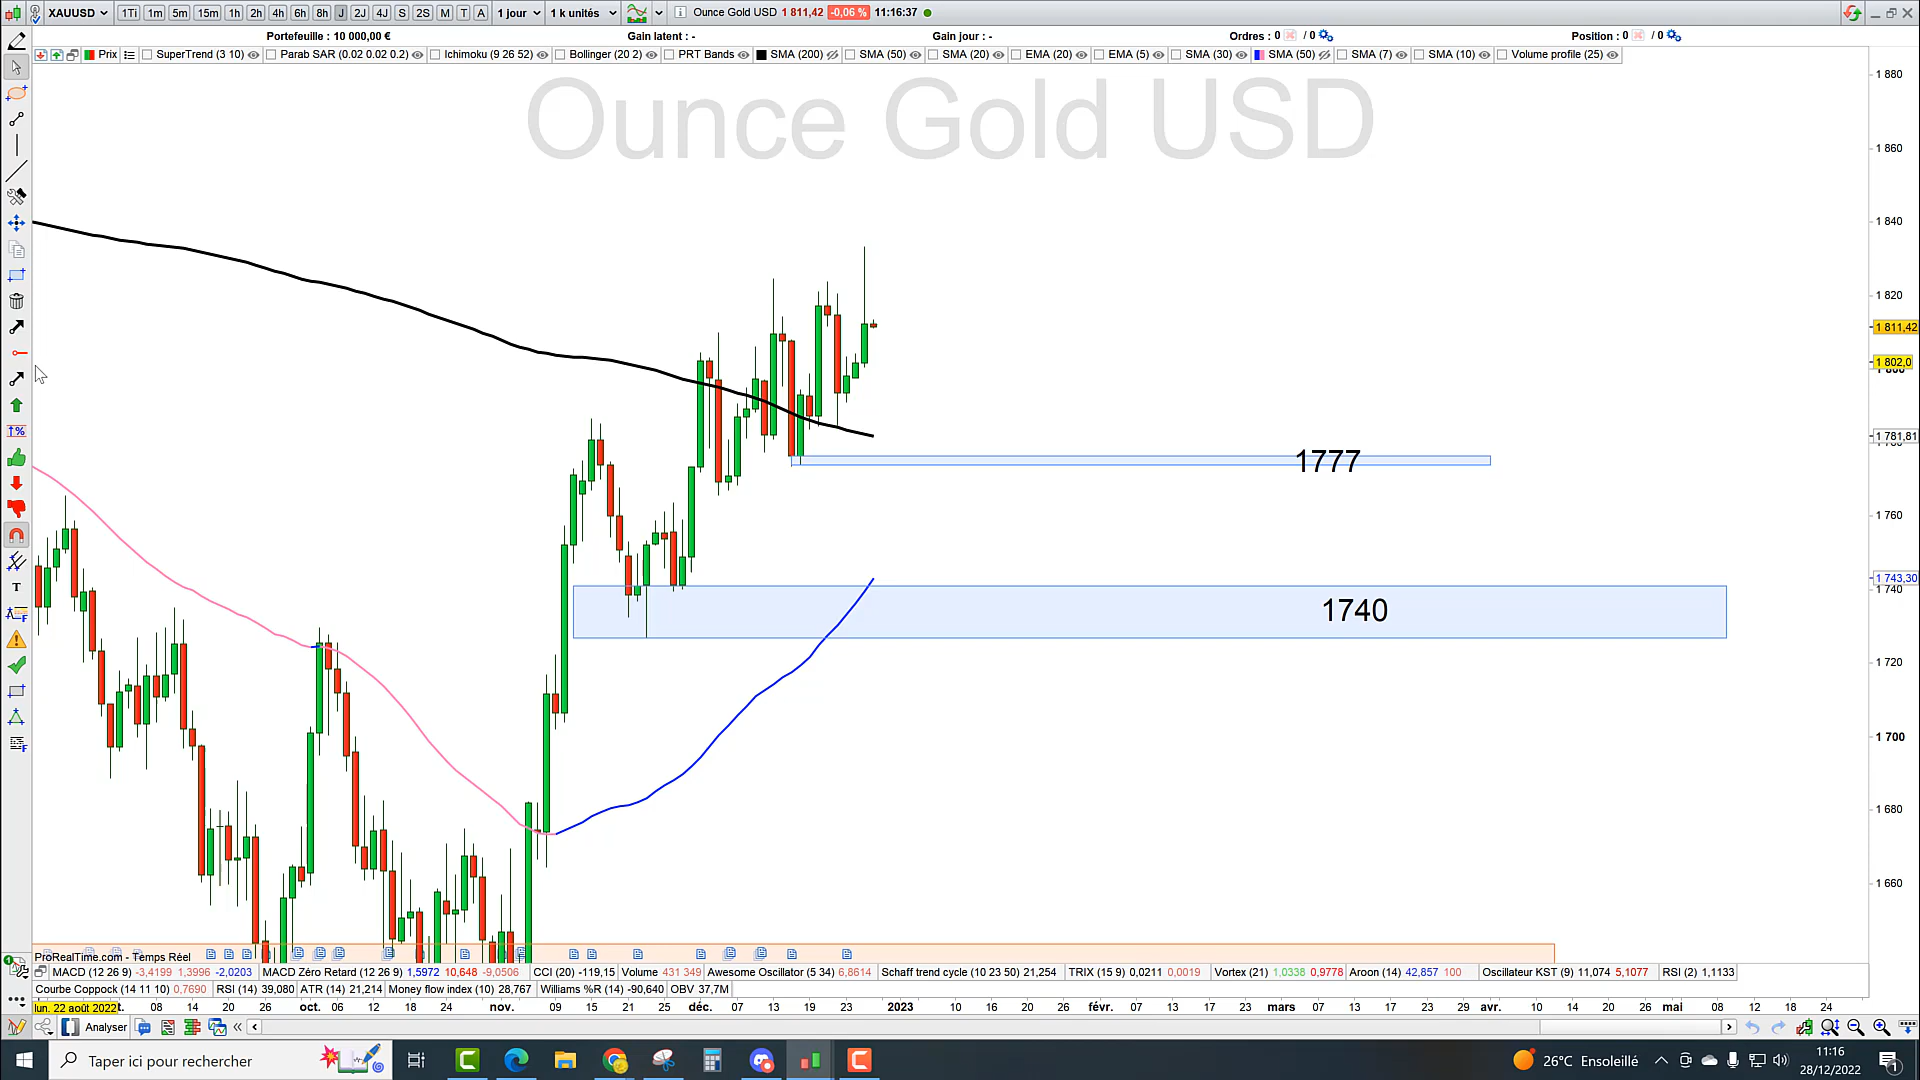 XAUUSD 1Ti 1m 5m 15m 1h 2h 4h 6h 8h J 2J 4J S 2S M T A 1 jour 1 k unités Ounce Gold USD 1 811,42 -0,06 % 11:16:37
Portefeuille : 10 000,00 € Gain latent : - Gain jour : - Ordres : 0 / 0 Position : 0 / 0
Prix SuperTrend (3 10) Parab SAR (0.02 0.02 0.2) Ichimoku (9 26 52) Bollinger (20 2) PRT Bands SMA (200) SMA (50) SMA (20) EMA (20) EMA (5) SMA (30) SMA (50) SMA (7) SMA (10) Volume profile (25)
Ounce Gold USD
1 880
1 860
1 840
1 820
1 811,42
1 802,0
1 781,81
1777
1 760
1 743,30
1 740
1740
1 720
1 700
1 680
1 660
ProRealTime.com - Temps Réel
MACD (12 26 9) -3,4199 1,3996 -2,0203 MACD Zéro Retard (12 26 9) 1,5972 10,648 -9,0506 CCI (20) -119,15 Volume 431 349 Awesome Oscillator (5 34) 6,8614 Schaff trend cycle (10 23 50) 21,254 TRIX (15 9) 0,0211 0,0019 Vortex (21) 1,0338 0,9778 Aroon (14) 42,857 100 Oscillateur KST (9) 11,074 5,1077 RSI (2) 1,1133
Courbe Coppock (14 11 10) 0,7690 RSI (14) 39,080 ATR (14) 21,214 Money flow index (10) 28,767 Williams %R (14) -90,640 OBV 37,7M
lun. 22 août 2022 t. 08 14 20 26 oct. 06 12 18 24 nov. 09 15 21 25 déc. 07 13 19 23 2023 10 16 20 26 févr. 07 13 17 23 mars 07 13 17 23 29 avr. 10 14 20 26 mai 08 12 18 24
Analyser
Taper ici pour rechercher
26°C Ensoleillé
11:16
28/12/2022
1